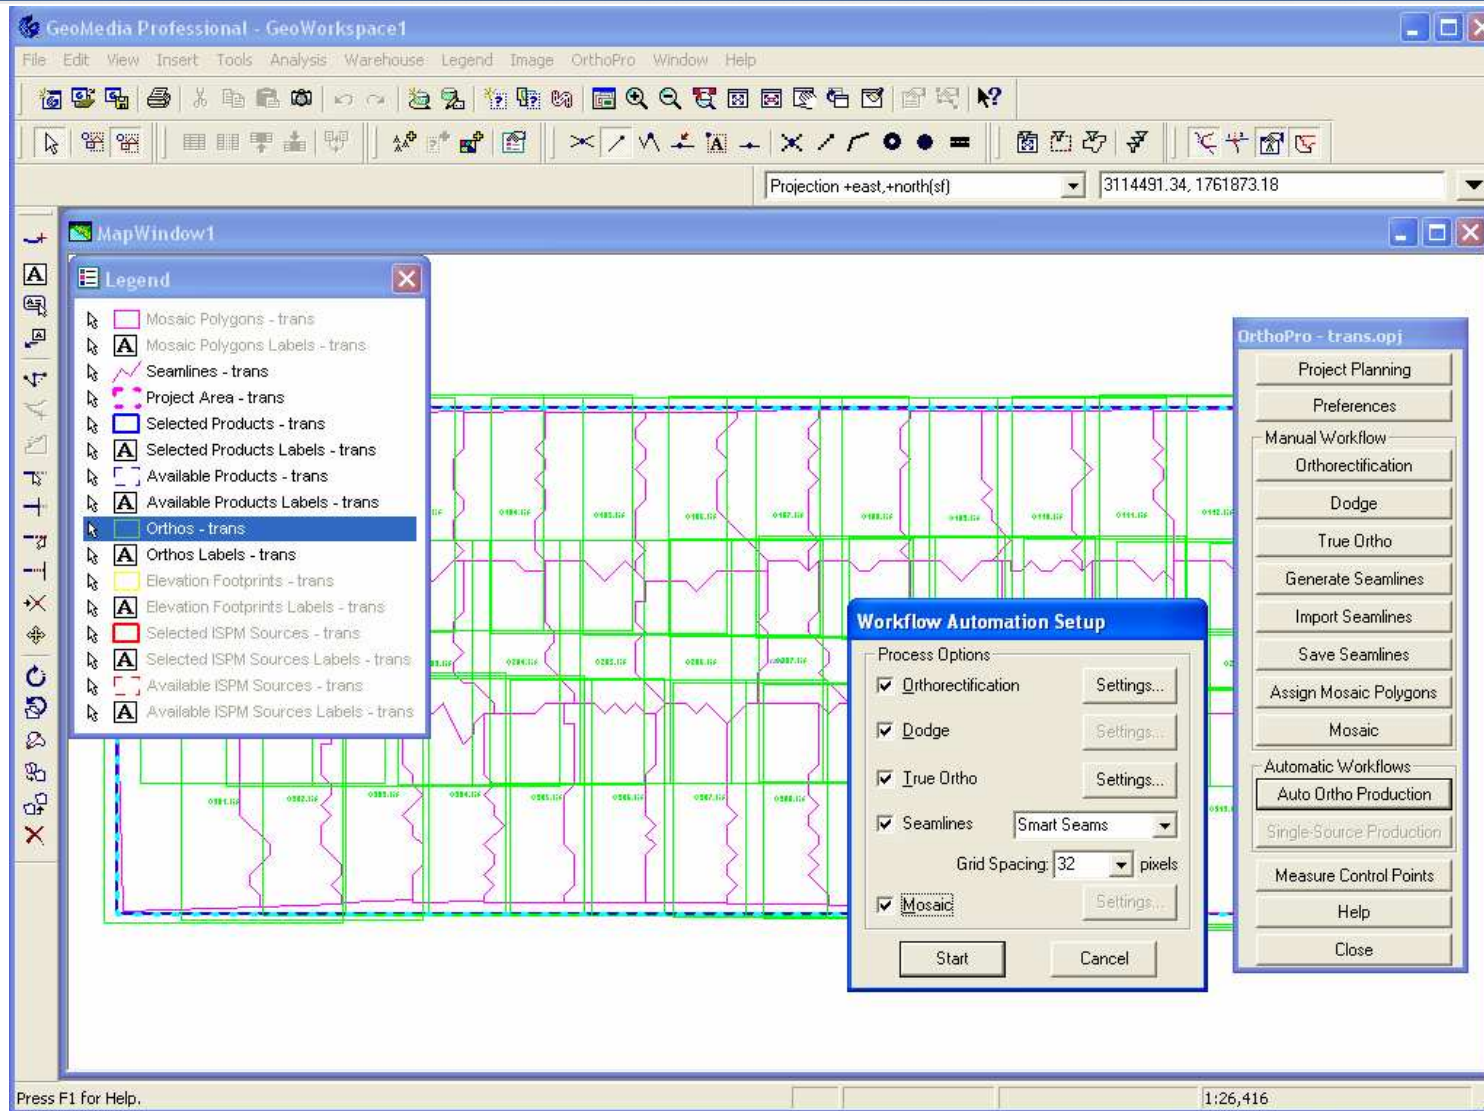 GeoMedia Professional - GeoWorkspace1
File Edit View Insert Tools Analysis Warehouse Legend Image OrthoPro Window Help
Projection +east,+north(sf)
3114491.34, 1761873.18
MapWindow1
Legend
Mosaic Polygons - trans
A Mosaic Polygons Labels - trans
Seamlines - trans
Project Area - trans
Selected Products - trans
A Selected Products Labels - trans
Available Products - trans
A Available Products Labels - trans
Orthos - trans
A Orthos Labels - trans
Elevation Footprints - trans
A Elevation Footprints Labels - trans
Selected ISPM Sources - trans
A Selected ISPM Sources Labels - trans
Available ISPM Sources - trans
A Available ISPM Sources Labels - trans
Workflow Automation Setup
Process Options
Orthorectification Settings...
Dodge Settings...
True Ortho Settings...
Seamlines Smart Seams
Grid Spacing: 32 pixels
Mosaic Settings...
Start Cancel
OrthoPro - trans.opj
Project Planning
Preferences
Manual Workflow
Orthorectification
Dodge
True Ortho
Generate Seamlines
Import Seamlines
Save Seamlines
Assign Mosaic Polygons
Mosaic
Automatic Workflows
Auto Ortho Production
Single-Source Production
Measure Control Points
Help
Close
Press F1 for Help.
1:26,416